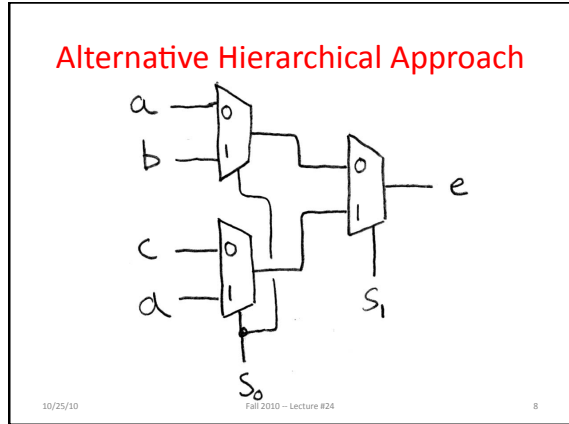 Alternative Hierarchical Approach
a
0
b
1
0
1
e
c
0
d
1
S1
S0
10/25/10
Fall 2010 -- Lecture #24
8